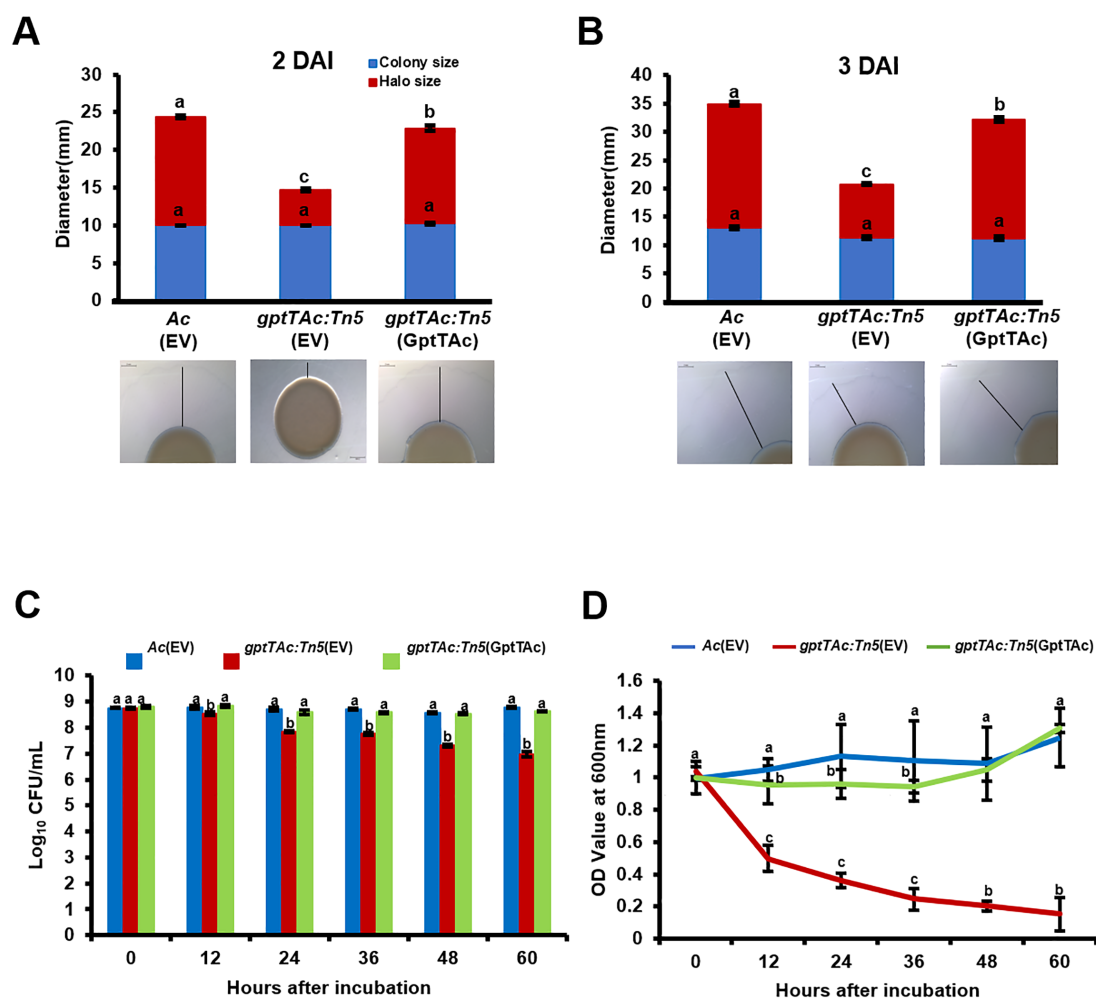 A
2 DAI
Colony size
Halo size
Diameter(mm)
30
25
20
15
10
5
0
a
c
b
a
a
a
Ac
(EV)
gptTAc:Tn5
(EV)
gptTAc:Tn5
(GptTAc)
B
3 DAI
Diameter(mm)
40
35
30
25
20
15
10
5
0
a
c
b
a
a
a
Ac
(EV)
gptTAc:Tn5
(EV)
gptTAc:Tn5
(GptTAc)
C
Ac(EV)
gptTAc:Tn5(EV)
gptTAc:Tn5(GptTAc)
Log10 CFU/mL
10
9
8
7
6
5
4
3
2
1
0
a a a
a b a
a b a
a b a
a b a
a b a
0 12 24 36 48 60
Hours after incubation
D
Ac(EV)
gptTAc:Tn5(EV)
gptTAc:Tn5(GptTAc)
OD Value at 600nm
1.6
1.4
1.2
1
0.8
0.6
0.4
0.2
0
a a a a a a
b b b
c c c b b
0 12 24 36 48 60
Hours after incubation